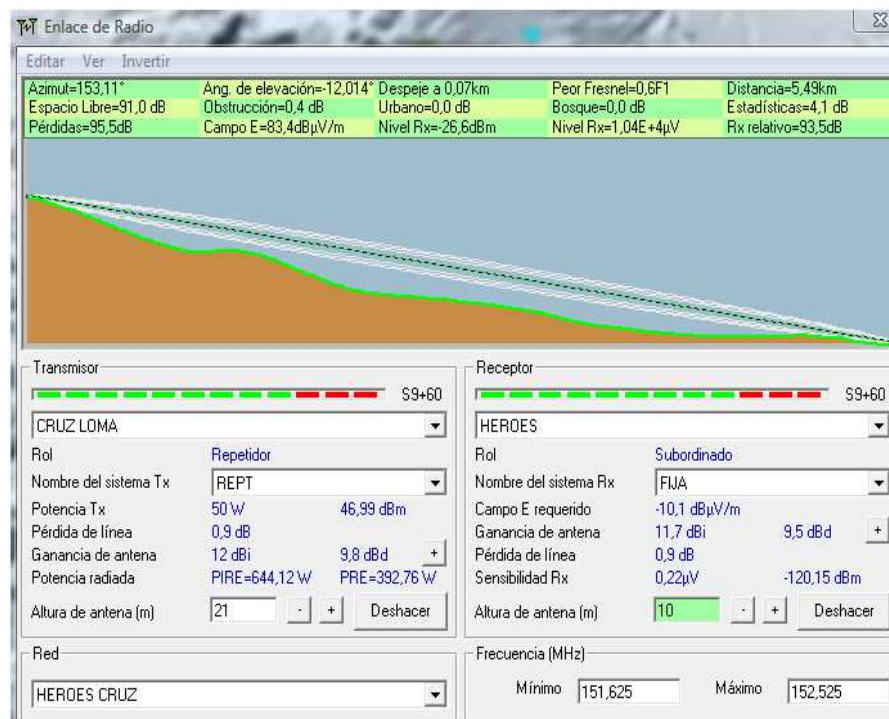 Enlace de Radio
Editar Ver Invertir
Azimut=153,11° Ang. de elevación=-12,014° Despeje a 0,07km Peor Fresnel=0,6F1 Distancia=5,49km
Espacio Libre=91,0 dB Obstrucción=0,4 dB Urbano=0,0 dB Bosque=0,0 dB Estadísticas=4,1 dB
Pérdidas=95,5dB Campo E=83,4dBµV/m Nivel Rx=-26,6dBm Nivel Rx=1,04E+4µV Rx relativo=93,5dB
Transmisor
S9+60
CRUZ LOMA
Rol Repetidor
Nombre del sistema Tx REPT
Potencia Tx 50 W 46,99 dBm
Pérdida de línea 0,9 dB
Ganancia de antena 12 dBi 9,8 dBd +
Potencia radiada PIRE=644,12 W PRE=392,76 W
Altura de antena (m) 21 - + Deshacer
Receptor
S9+60
HEROES
Rol Subordinado
Nombre del sistema Rx FIJA
Campo E requerido -10,1 dBµV/m
Ganancia de antena 11,7 dBi 9,5 dBd +
Pérdida de línea 0,9 dB
Sensibilidad Rx 0,22µV -120,15 dBm
Altura de antena (m) 10 - + Deshacer
Red
HEROES CRUZ
Frecuencia (MHz)
Mínimo 151,625 Máximo 152,525